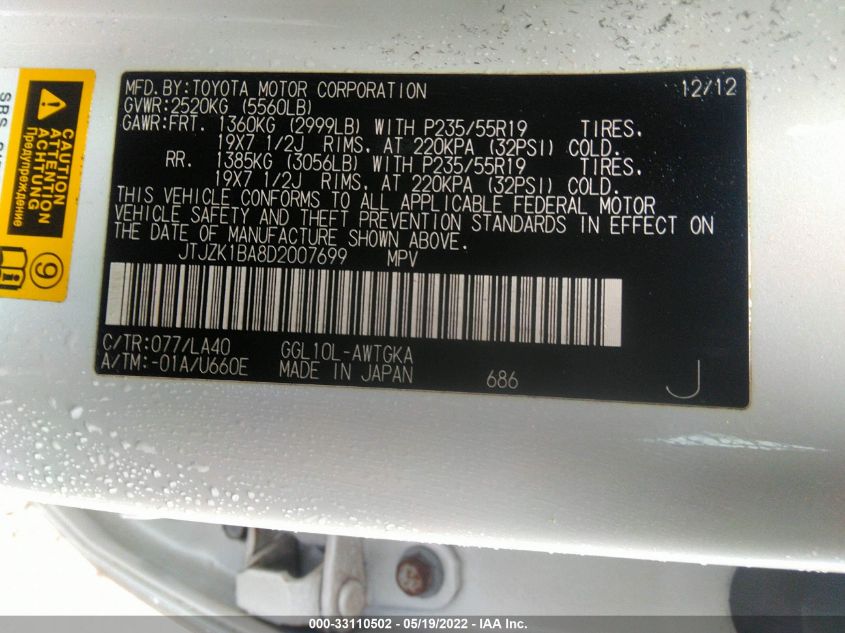 MFD. BY: TOYOTA MOTOR CORPORATION 12/12
GVWR: 2520KG (5560LB)
GAWR: FRT. 1360KG (2999LB) WITH P235/55R19 TIRES.
19X7 1/2J RIMS. AT 220KPA (32PSI) COLD.
RR. 1385KG (3056LB) WITH P235/55R19 TIRES.
19X7 1/2J RIMS. AT 220KPA (32PSI) COLD.
THIS VEHICLE CONFORMS TO ALL APPLICABLE FEDERAL MOTOR
VEHICLE SAFETY AND THEFT PREVENTION STANDARDS IN EFFECT ON
THE DATE OF MANUFACTURE SHOWN ABOVE.
JTJZK1BA8D2007699 MPV
C/TR: 077/LA40 GGL10L-AWTGKA
A/TM: -01A/U660E MADE IN JAPAN 686 J
CAUTION
ATTENTION
ACHTUNG
Предупреждение
9
SRS
000-33110502 - 05/19/2022 - IAA Inc.